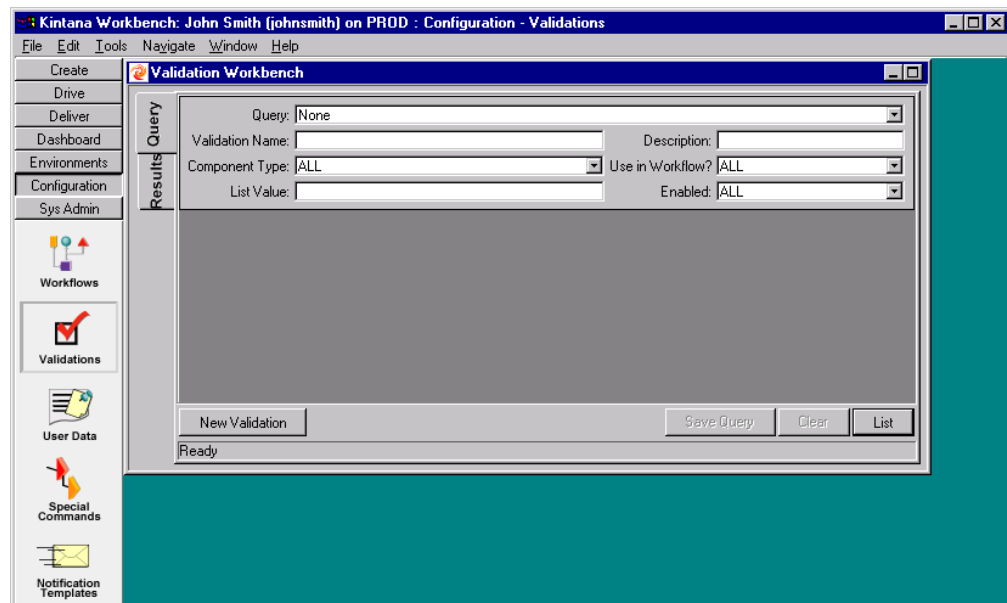 Kintana Workbench: John Smith (johnsmith) on PROD : Configuration - Validations
File Edit Tools Navigate Window Help
Create
Drive
Deliver
Dashboard
Environments
Configuration
Sys Admin
Workflows
Validations
User Data
Special
Commands
Notification
Templates
Validation Workbench
Query
Results
Query: None
Validation Name: Description:
Component Type: ALL Use in Workflow? ALL
List Value: Enabled: ALL
New Validation Save Query Clear List
Ready